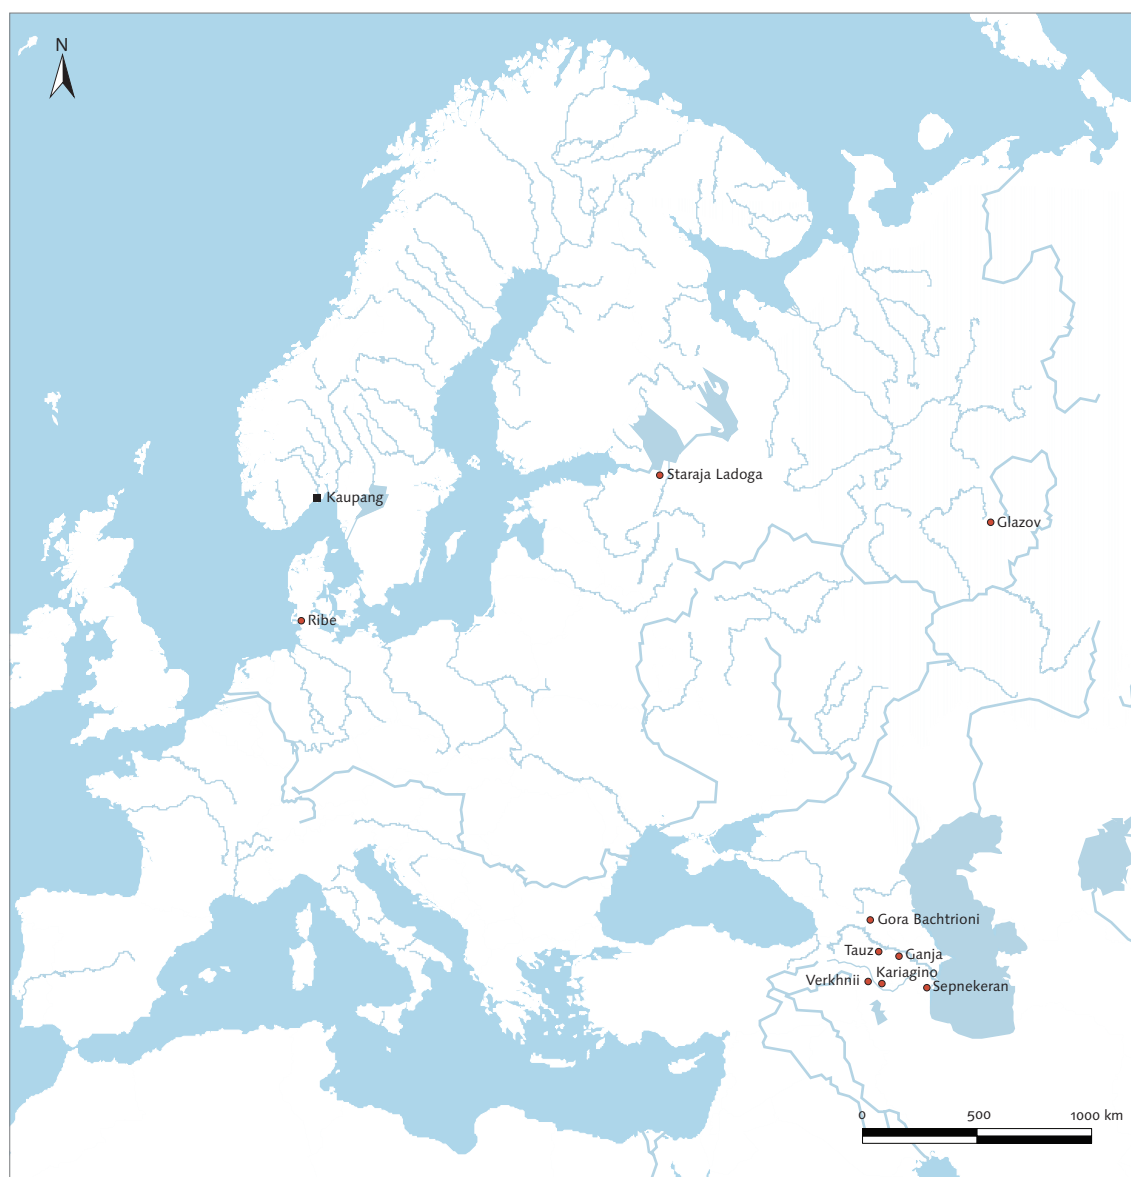 N
Staraja Ladoga
Kaupang
Glazov
Ribe
Gora Bachtrioni
Tauz
Ganja
Kariagino
Verkhnii
Sepnekeran
0 500 1000 km